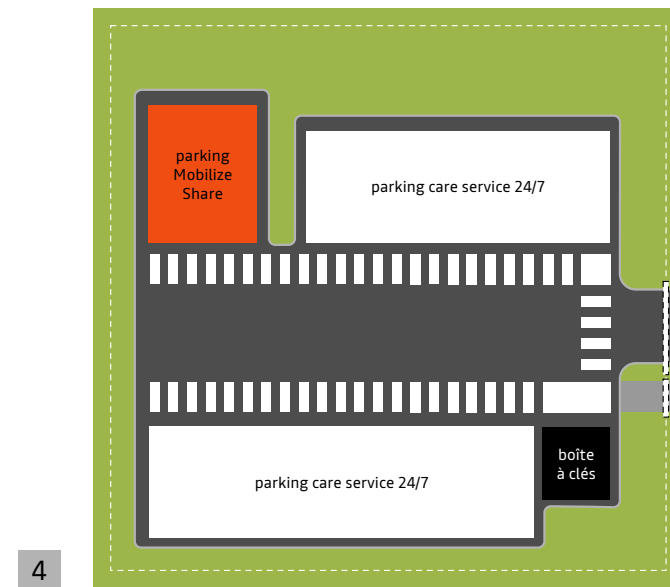 parking
Mobilize
Share
parking care service 24/7
parking care service 24/7
boîte
à clés
4